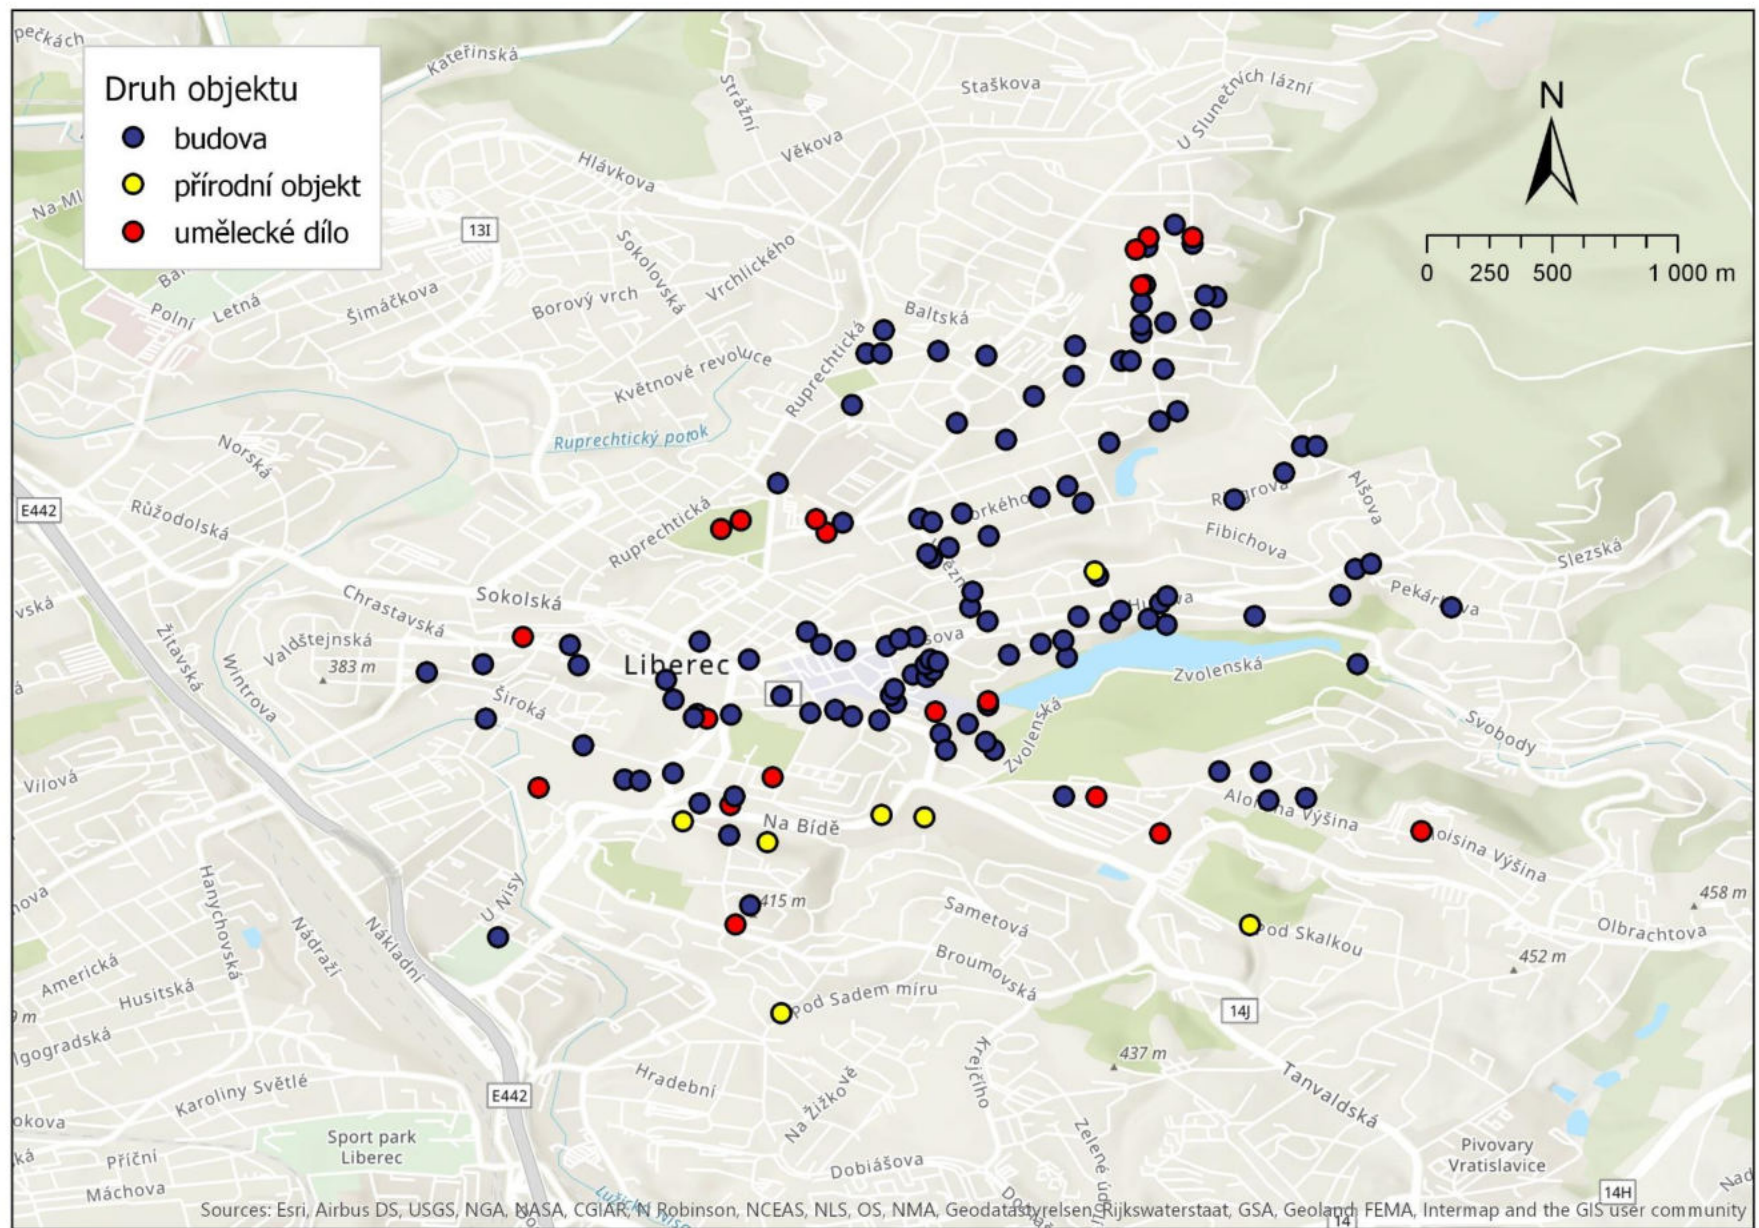 Druh objektu
budova
přírodní objekt
umělecké dílo
N
0 250 500 1 000 m
pečkách
Kateřinská
Strážní
Staškova
U Slunečních lázní
Věkova
Hlávkova
Na Ml
13I
Sokolovská
Vrchlického
Polní
Letná
Šimáčkova
Borový vrch
Baltská
Ruprechtická
Květnové revoluce
Ruprechtický potok
Norská
E442
Růžodolská
Ruprechtická
Alšova
Fibichova
Slezská
Pekárkova
Sokolská
Chrastavská
Žitavská
Valdštejnská
383 m
Wintrova
Liberec
Široká
Zvolenská
Zvolenská
Svobody
Vilová
Na Bídě
Aloisina Výšina
Aloisina Výšina
Hanychovská
U Nisy
415 m
Sametová
458 m
Nádraží
Nákladní
Pod Skalkou
Olbrachtova
452 m
Americká
Husitská
Broumovská
Pod Sadem míru
14J
Krejčího
437 m
Hradební
Na Žižkově
Tanvaldská
Karoliny Světlé
E442
Sport park
Liberec
Zelené údolí
Pivovary
Vratislavice
Příční
Máchova
Dobiášova
14H
14
Sources: Esri, Airbus DS, USGS, NGA, NASA, CGIAR, N Robinson, NCEAS, NLS, OS, NMA, Geodatastyrelsen, Rijkswaterstaat, GSA, Geoland, FEMA, Intermap and the GIS user community